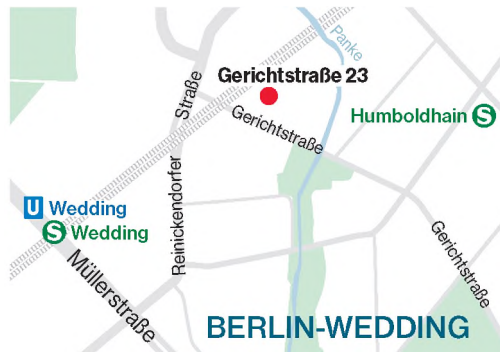 Panke
Straße
Gerichtstraße 23
Gerichtstraße
Humboldhain S
Reinickendorfer
U Wedding
S Wedding
Müllerstraße
Gerichtstraße
BERLIN-WEDDING